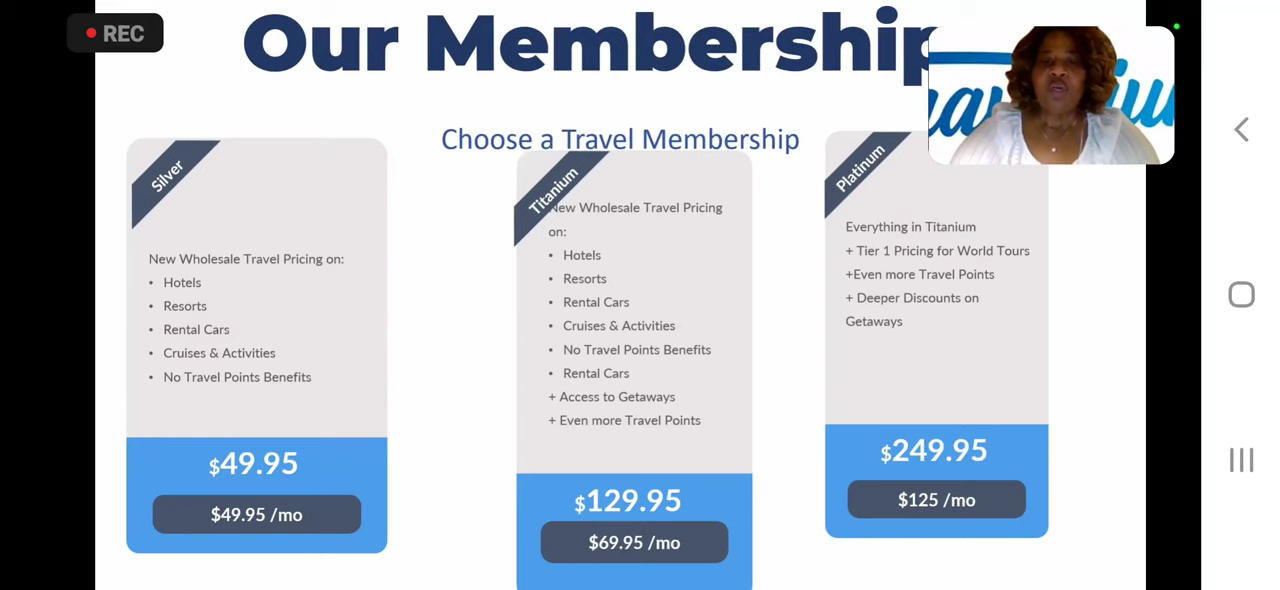 REC
Our Membership
Choose a Travel Membership
Silver
New Wholesale Travel Pricing on:
• Hotels
• Resorts
• Rental Cars
• Cruises & Activities
• No Travel Points Benefits
$49.95
$49.95 /mo
Titanium
New Wholesale Travel Pricing
on:
• Hotels
• Resorts
• Rental Cars
• Cruises & Activities
• No Travel Points Benefits
• Rental Cars
+ Access to Getaways
+ Even more Travel Points
$129.95
$69.95 /mo
Platinum
Everything in Titanium
+ Tier 1 Pricing for World Tours
+Even more Travel Points
+ Deeper Discounts on
Getaways
$249.95
$125 /mo